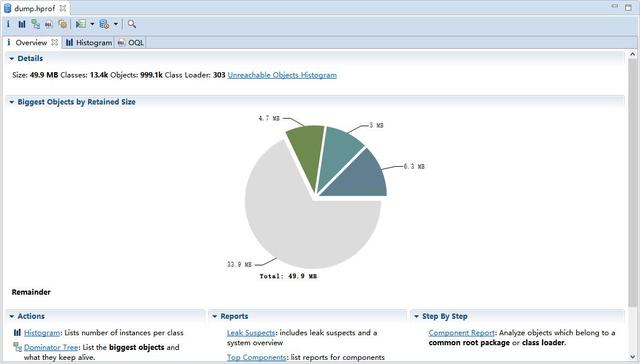 dump.hprof
i Overview Histogram OQL
Details
Size: 49.9 MB Classes: 13.4k Objects: 999.1k Class Loader: 303 Unreachable Objects Histogram
Biggest Objects by Retained Size
4.7 MB
5 MB
6.3 MB
33.9 MB
Total: 49.9 MB
Remainder
Actions
Histogram: Lists number of instances per class
Dominator Tree: List the biggest objects and
what they keep alive.
Reports
Leak Suspects: includes leak suspects and a
system overview
Top Components: list reports for components
Step By Step
Component Report: Analyze objects which belong to a
common root package or class loader.